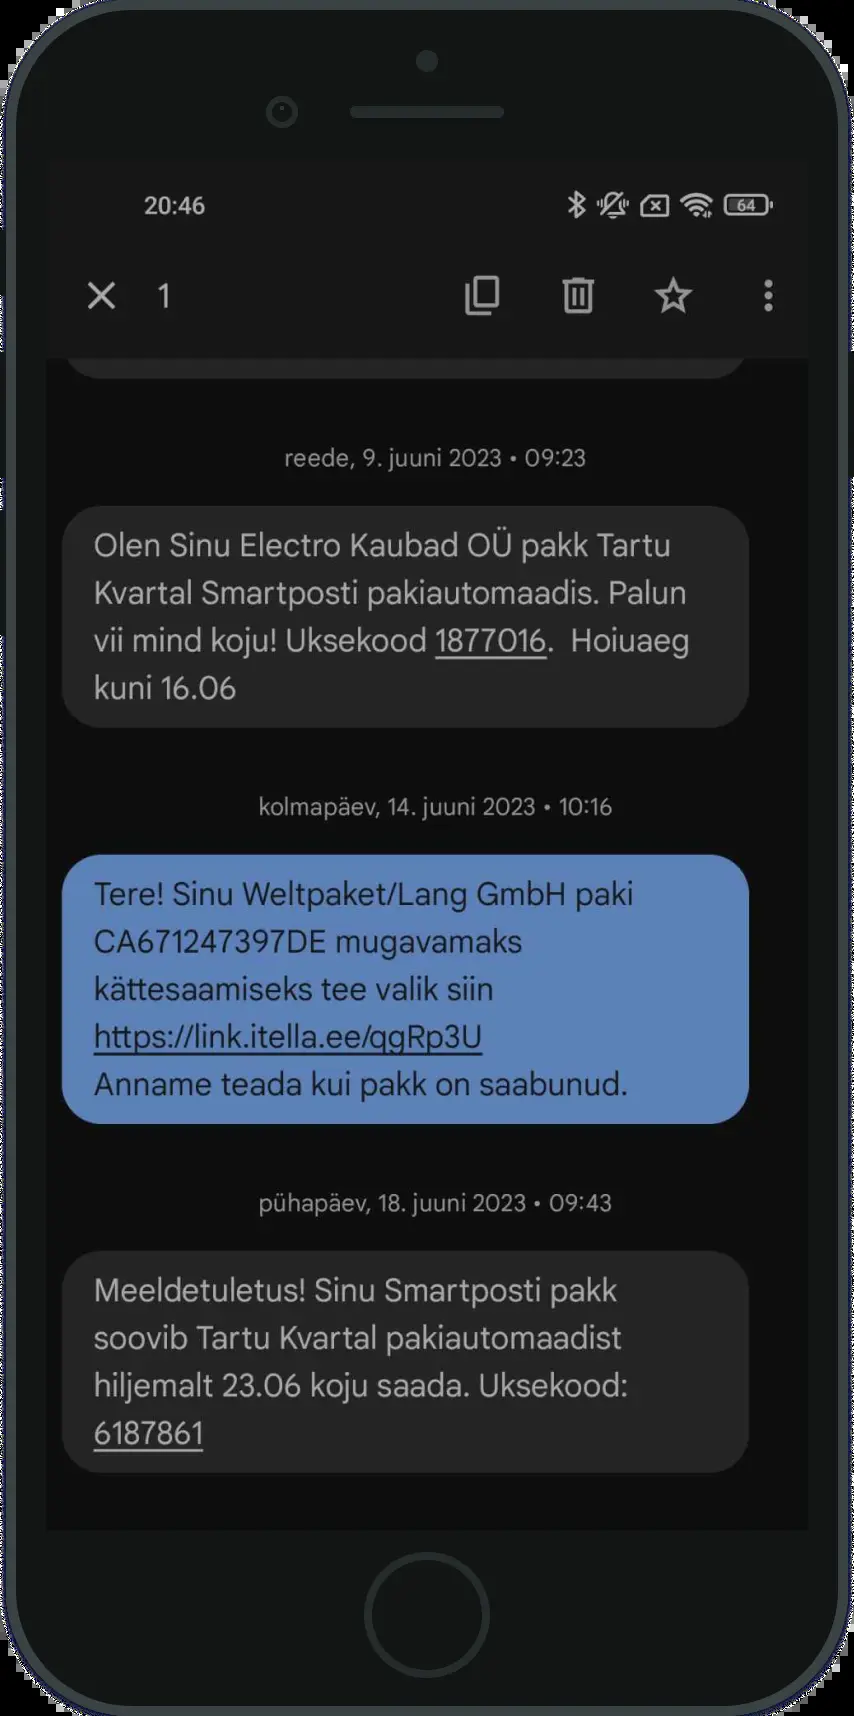 20:46
64
1
reede, 9. juuni 2023 • 09:23
Olen Sinu Electro Kaubad OÜ pakk Tartu
Kvartal Smartposti pakiautomaadis. Palun
vii mind koju! Uksekood 1877016.  Hoiuaeg
kuni 16.06
kolmapäev, 14. juuni 2023 • 10:16
Tere! Sinu Weltpaket/Lang GmbH paki
CA671247397DE mugavamaks
kättesaamiseks tee valik siin
https://link.itella.ee/qgRp3U
Anname teada kui pakk on saabunud.
pühapäev, 18. juuni 2023 • 09:43
Meeldetuletus! Sinu Smartposti pakk
soovib Tartu Kvartal pakiautomaadist
hiljemalt 23.06 koju saada. Uksekood:
6187861